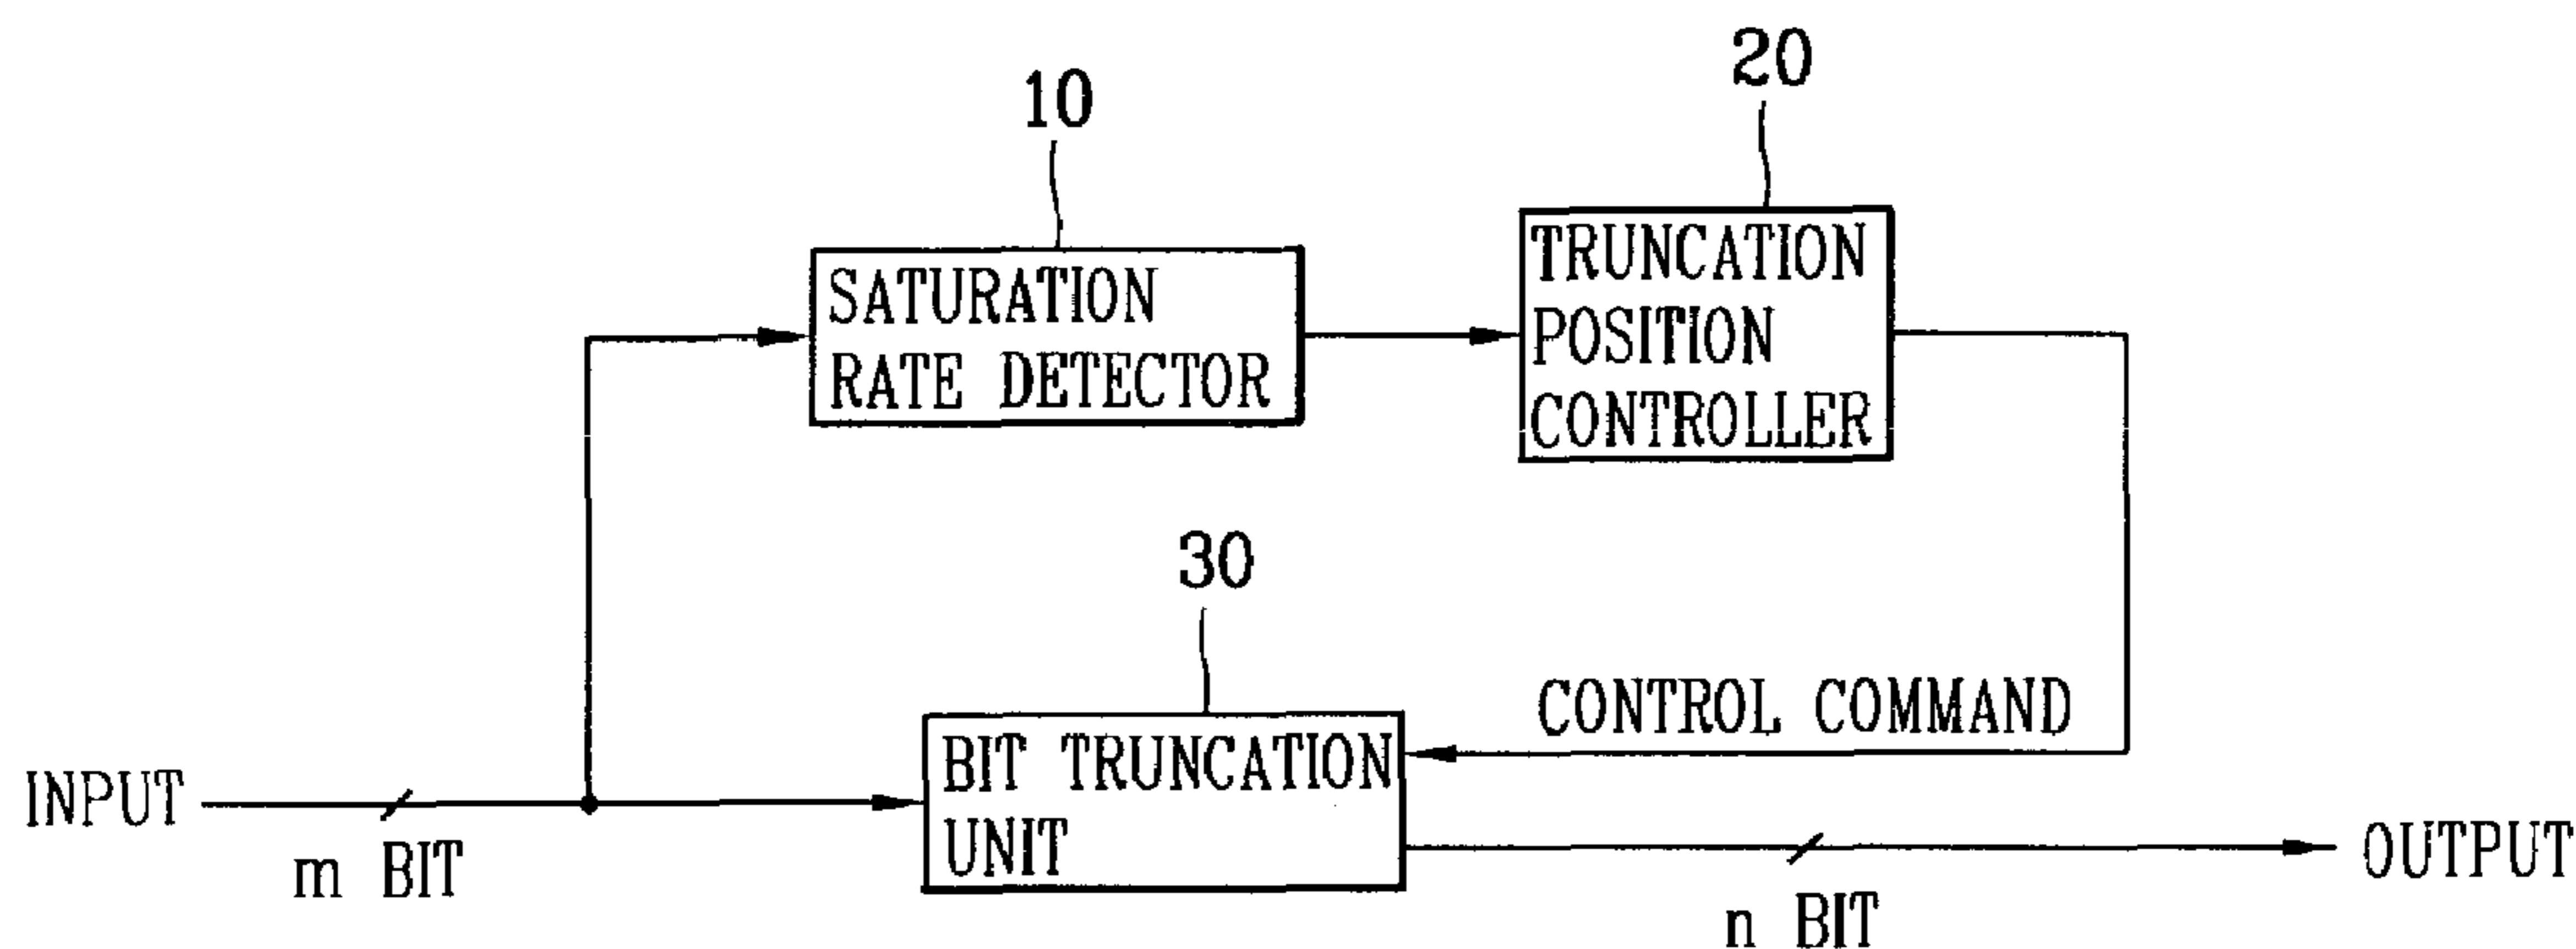 20
10
TRUNCATION
POSITION
CONTROLLER
SATURATION
RATE DETECTOR
30
CONTROL COMMAND
BIT TRUNCATION
UNIT
INPUT
m BIT
OUTPUT
n BIT